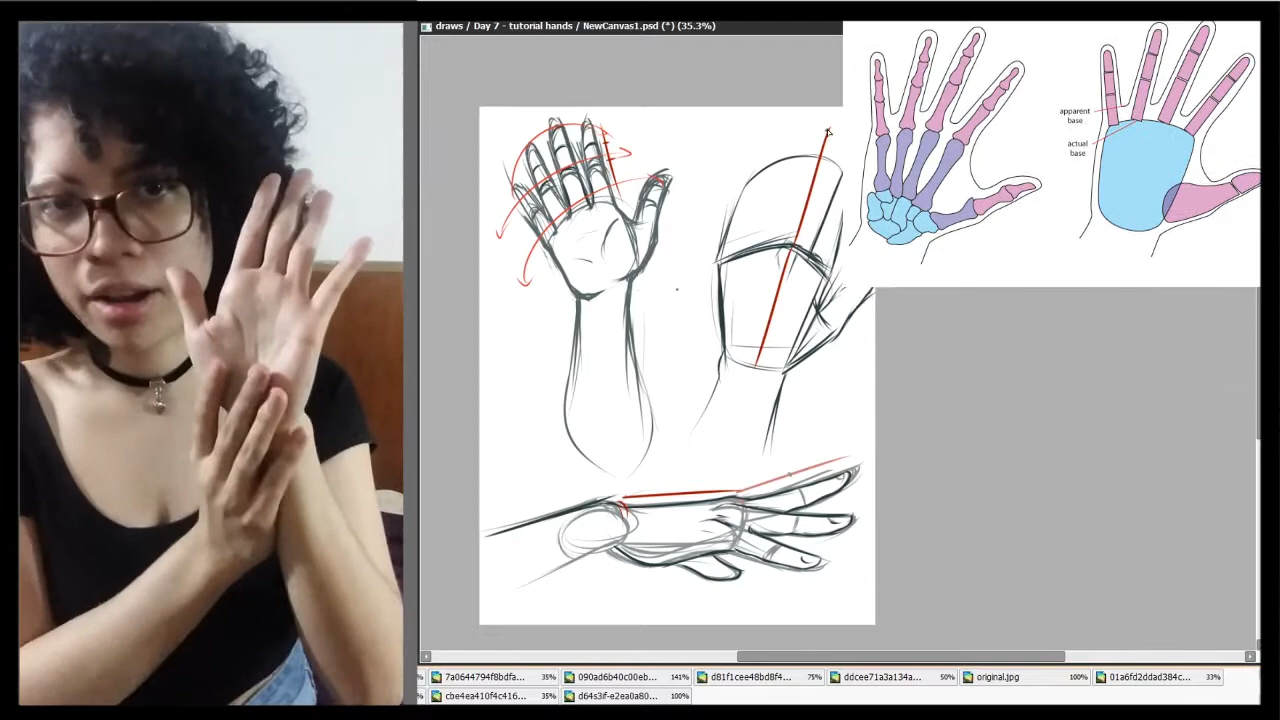 draws / Day 7 - tutorial hands / NewCanvas1.psd (*) (35.3%)
apparent
base
actual
base
% 7a0644794f8bdfa... 35% 090ad6b40c00eb... 141% d81f1cee48bd8f4... 75% ddcee71a3a134a... 50% original.jpg 100% 01a6fd2ddad384c... 33%
% cbe4ea410f4c416... 35% d64s3if-e2ea0a80... 100%